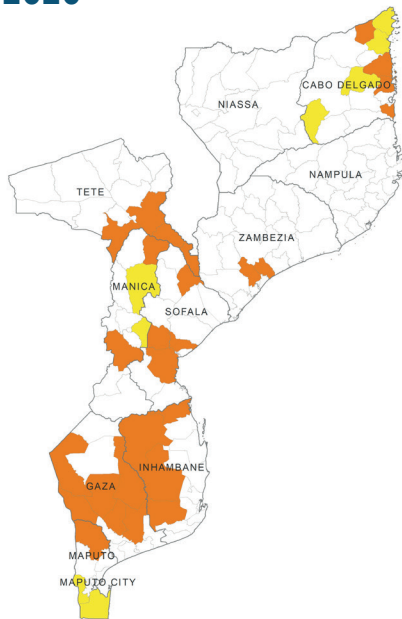 CABO DELGADO
NIASSA
NAMPULA
TETE
ZAMBEZIA
MANICA
SOFALA
INHAMBANE
GAZA
MAPUTO
MAPUTO CITY